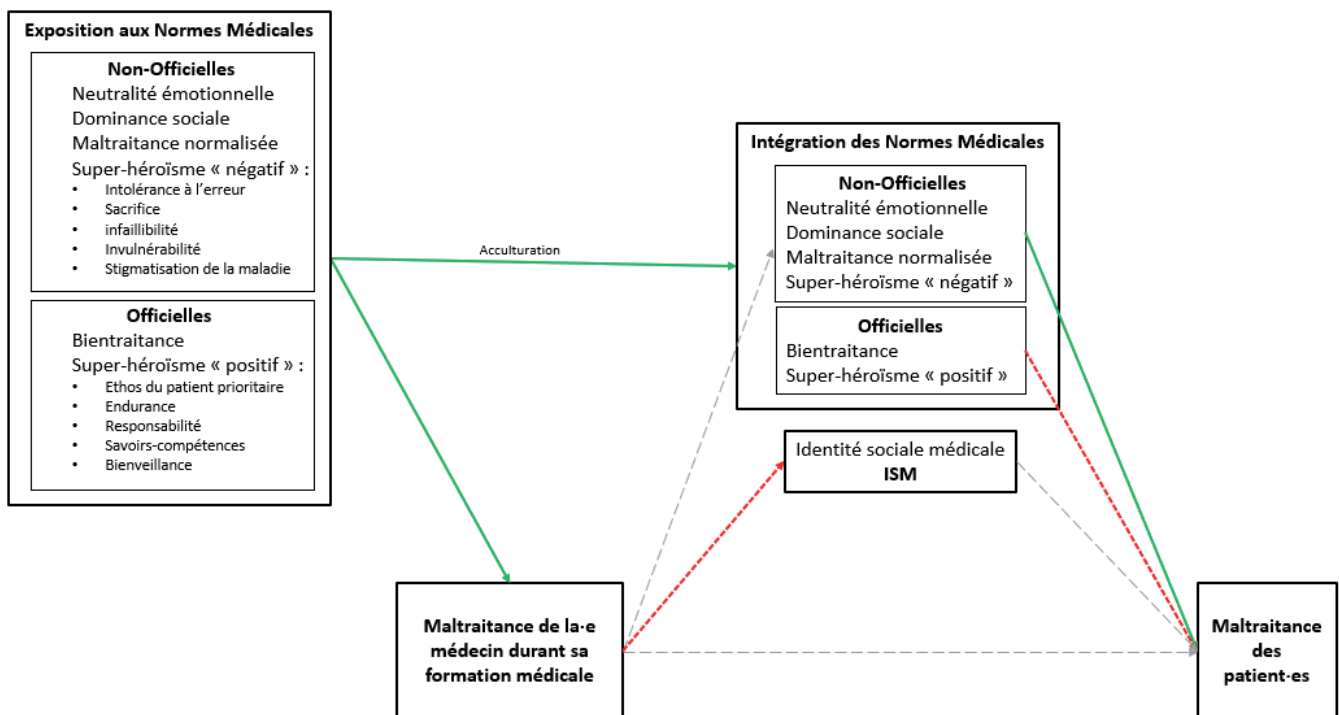 Exposition aux Normes Médicales
Non-Officielles
Neutralité émotionnelle
Dominance sociale
Maltraitance normalisée
Super-héroïsme « négatif » :
• Intolérance à l'erreur
• Sacrifice
• infaillibilité
• Invulnérabilité
• Stigmatisation de la maladie
Officielles
Bientraitance
Super-héroïsme « positif » :
• Ethos du patient prioritaire
• Endurance
• Responsabilité
• Savoirs-compétences
• Bienveillance
Acculturation
Intégration des Normes Médicales
Non-Officielles
Neutralité émotionnelle
Dominance sociale
Maltraitance normalisée
Super-héroïsme « négatif »
Officielles
Bientraitance
Super-héroïsme « positif »
Identité sociale médicale
ISM
Maltraitance de la·e
médecin durant sa
formation médicale
Maltraitance
des
patient·es